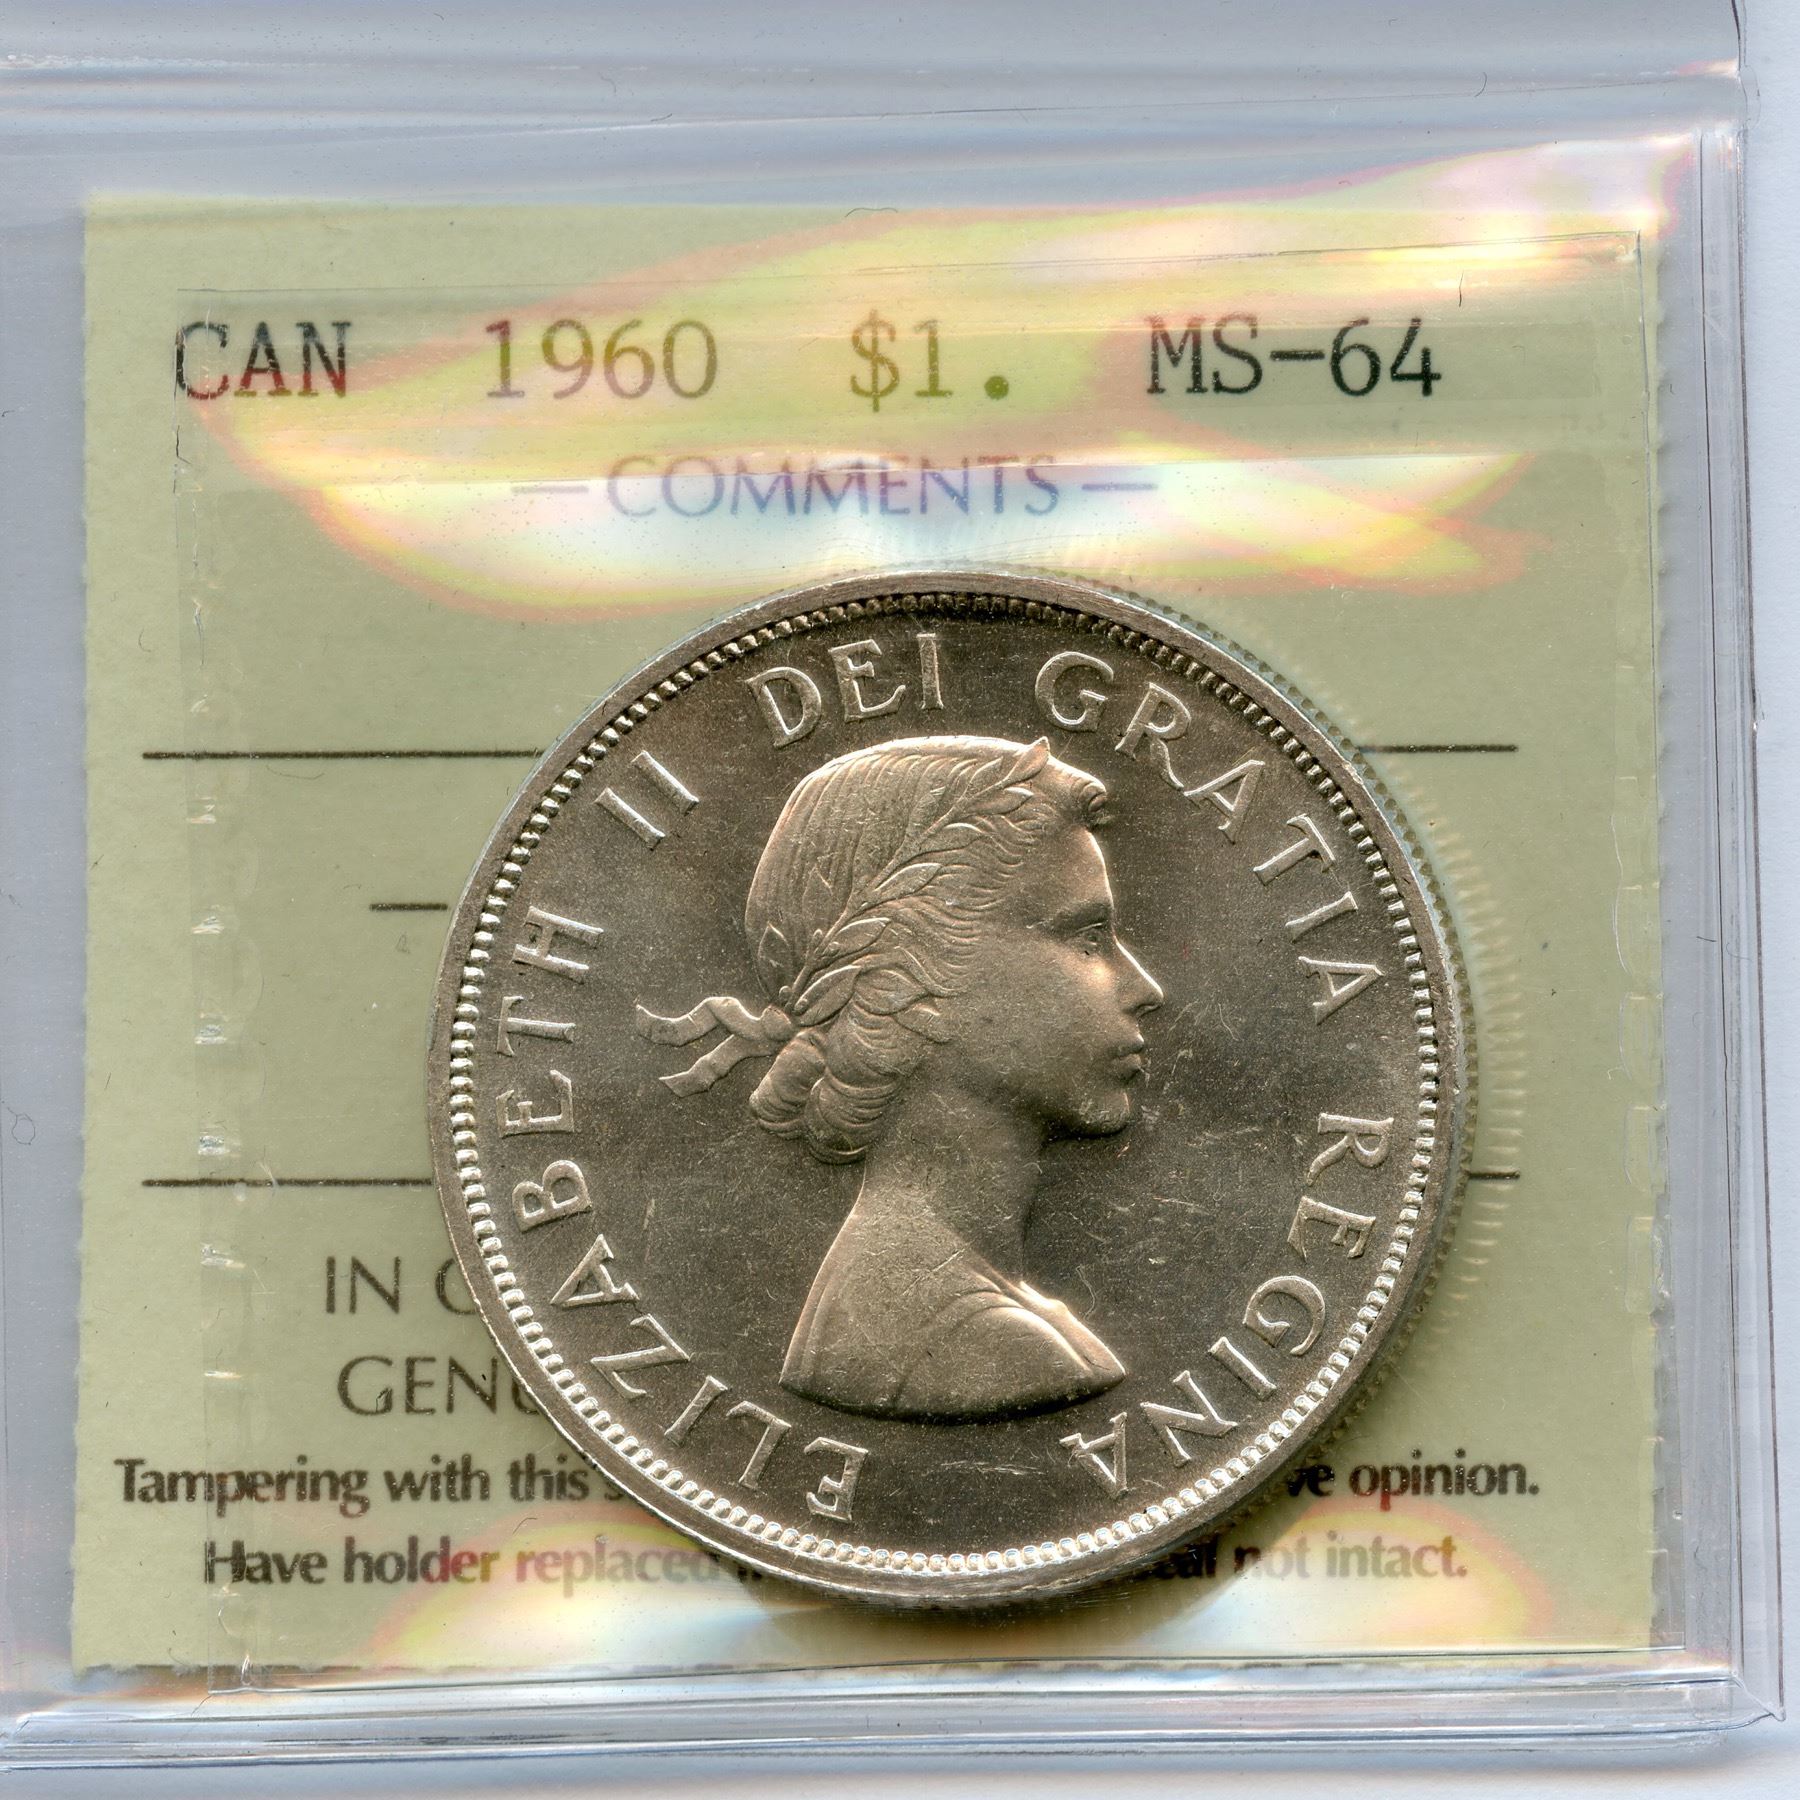 CAN 1960 $1. MS-64
— COMMENTS —
ELIZABETH II DEI GRATIA REGINA
IN
Tampering with this opinion.
Have holder replaced not intact.